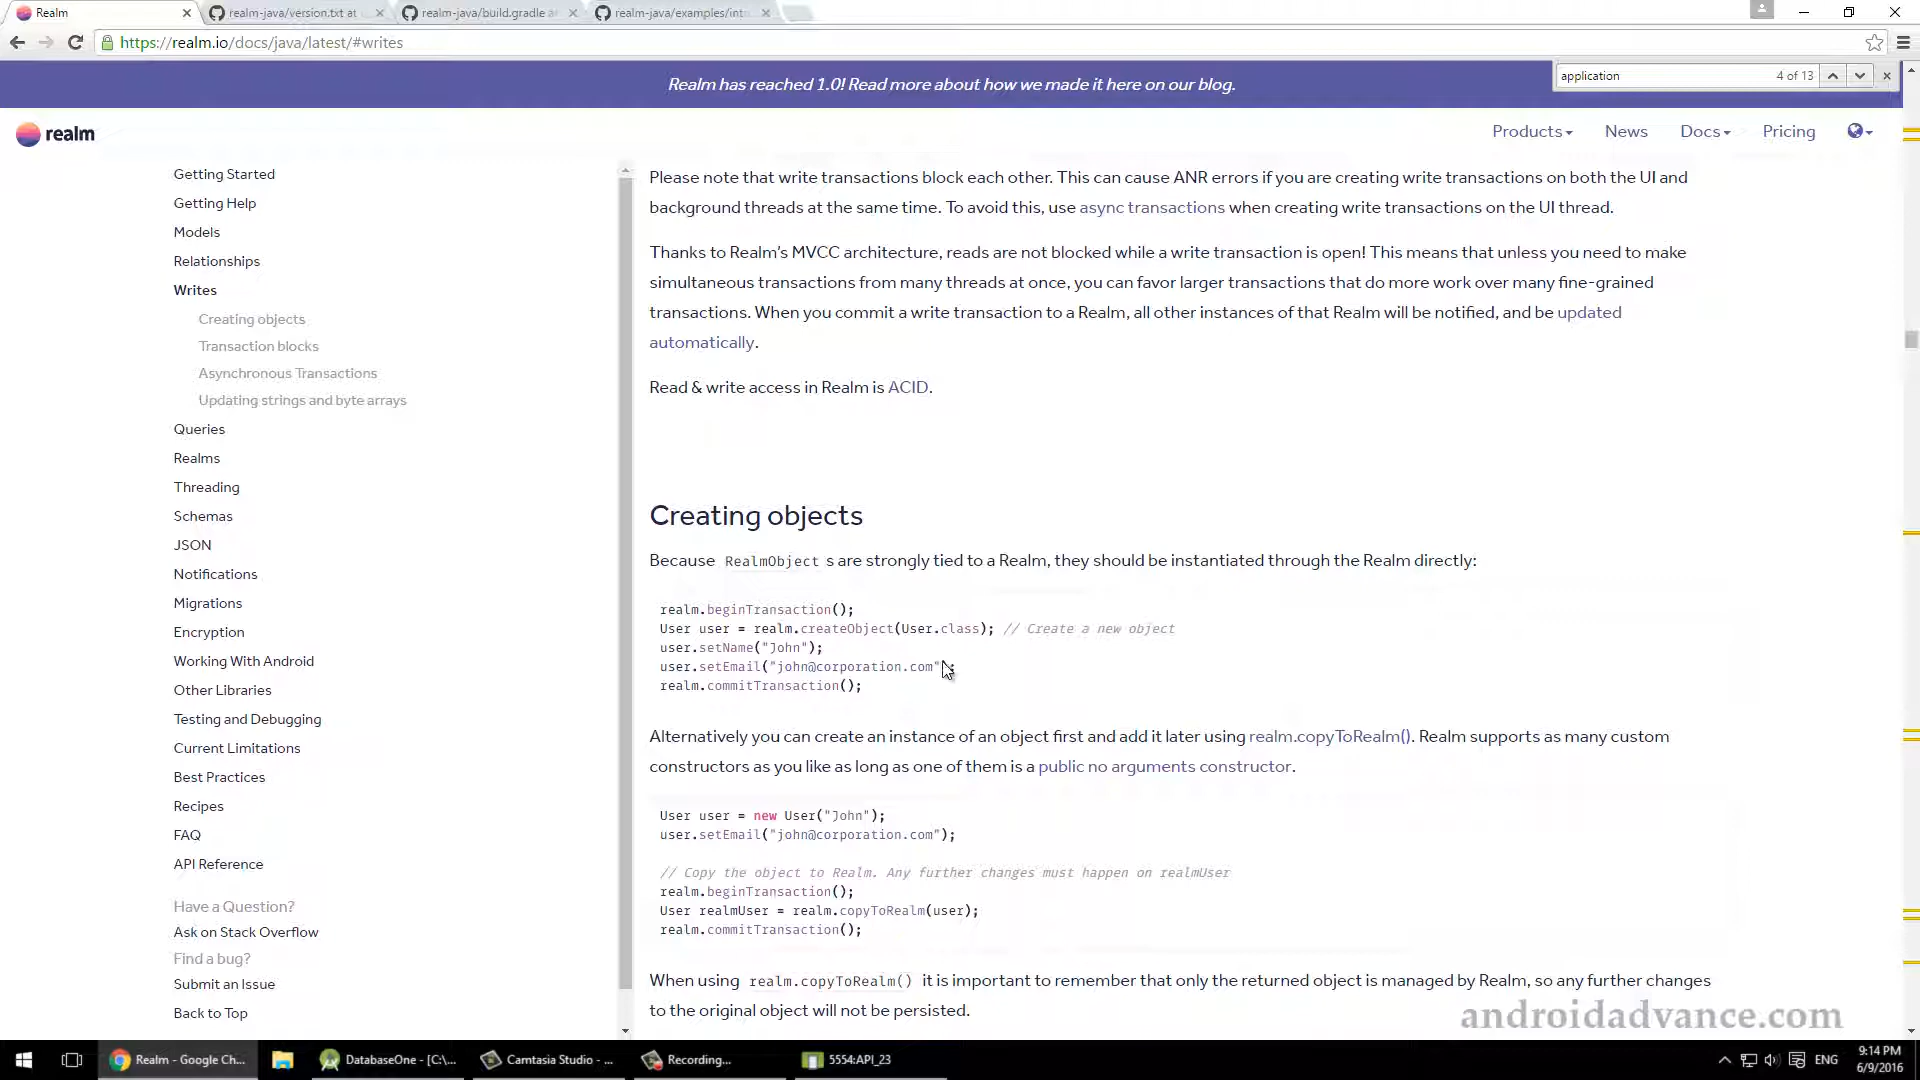 Realm
realm-java/version.txt at
realm-java/build.gradle a
realm-java/examples/int
https://realm.io/docs/java/latest/#writes
Realm has reached 1.0! Read more about how we made it here on our blog.
application 4 of 13
realm
Products
News
Docs
Pricing
Getting Started
Getting Help
Models
Relationships
Writes
Creating objects
Transaction blocks
Asynchronous Transactions
Updating strings and byte arrays
Queries
Realms
Threading
Schemas
JSON
Notifications
Migrations
Encryption
Working With Android
Other Libraries
Testing and Debugging
Current Limitations
Best Practices
Recipes
FAQ
API Reference
Have a Question?
Ask on Stack Overflow
Find a bug?
Submit an Issue
Back to Top
Please note that write transactions block each other. This can cause ANR errors if you are creating write transactions on both the UI and
background threads at the same time. To avoid this, use async transactions when creating write transactions on the UI thread.
Thanks to Realm’s MVCC architecture, reads are not blocked while a write transaction is open! This means that unless you need to make
simultaneous transactions from many threads at once, you can favor larger transactions that do more work over many fine-grained
transactions. When you commit a write transaction to a Realm, all other instances of that Realm will be notified, and be updated
automatically.
Read & write access in Realm is ACID.
Creating objects
Because RealmObject s are strongly tied to a Realm, they should be instantiated through the Realm directly:
realm.beginTransaction();
User user = realm.createObject(User.class); // Create a new object
user.setName("John");
user.setEmail("john@corporation.com");
realm.commitTransaction();
Alternatively you can create an instance of an object first and add it later using realm.copyToRealm(). Realm supports as many custom
constructors as you like as long as one of them is a public no arguments constructor.
User user = new User("John");
user.setEmail("john@corporation.com");
// Copy the object to Realm. Any further changes must happen on realmUser
realm.beginTransaction();
User realmUser = realm.copyToRealm(user);
realm.commitTransaction();
When using realm.copyToRealm() it is important to remember that only the returned object is managed by Realm, so any further changes
to the original object will not be persisted.
androidadvance.com
Realm - Google Ch...
DatabaseOne - [C:\...
Camtasia Studio - ...
Recording...
5554:API_23
ENG
9:14 PM
6/9/2016